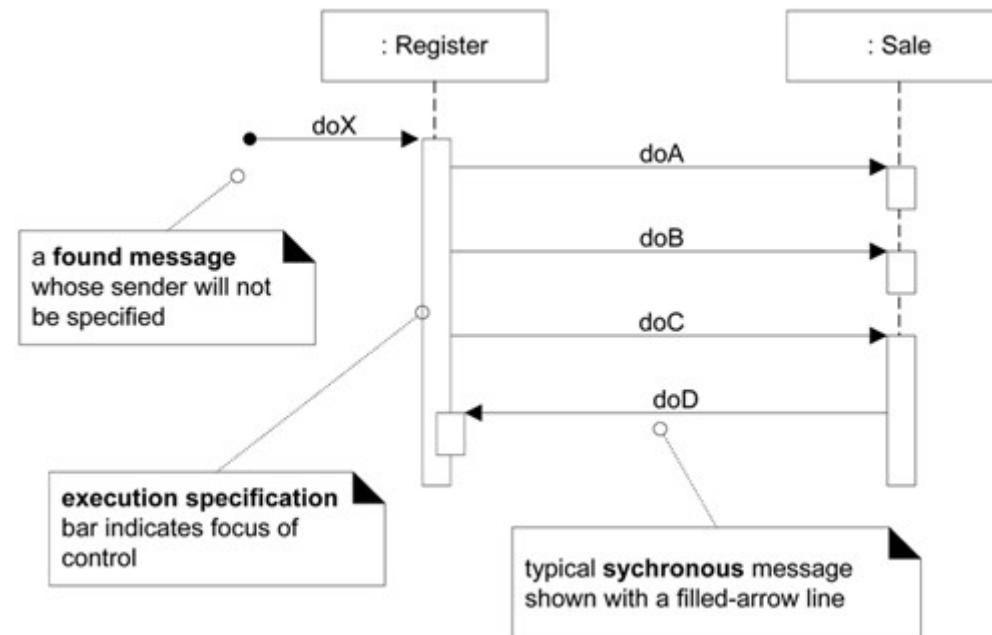 : Register
: Sale
doX
doA
a found message
whose sender will not
be specified
doB
doC
doD
execution specification
bar indicates focus of
control
typical sychronous message
shown with a filled-arrow line